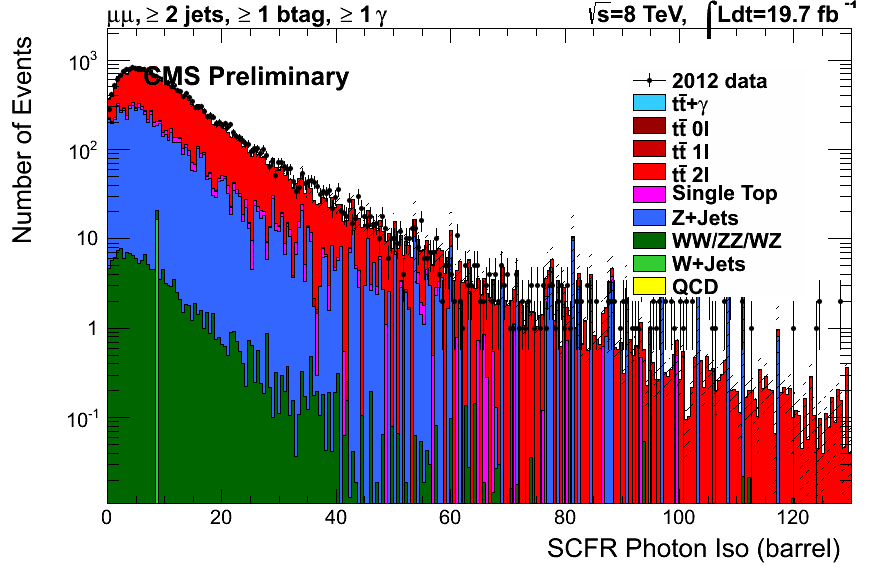 μμ, ≥ 2 jets, ≥ 1 btag, ≥ 1 γ
√s=8 TeV, ∫Ldt=19.7 fb⁻¹
CMS Preliminary
Number of Events
10³
10²
10
1
10⁻¹
2012 data
tt̄+γ
tt̄ 0l
tt̄ 1l
tt̄ 2l
Single Top
Z+Jets
WW/ZZ/WZ
W+Jets
QCD
0 20 40 60 80 100 120
SCFR Photon Iso (barrel)